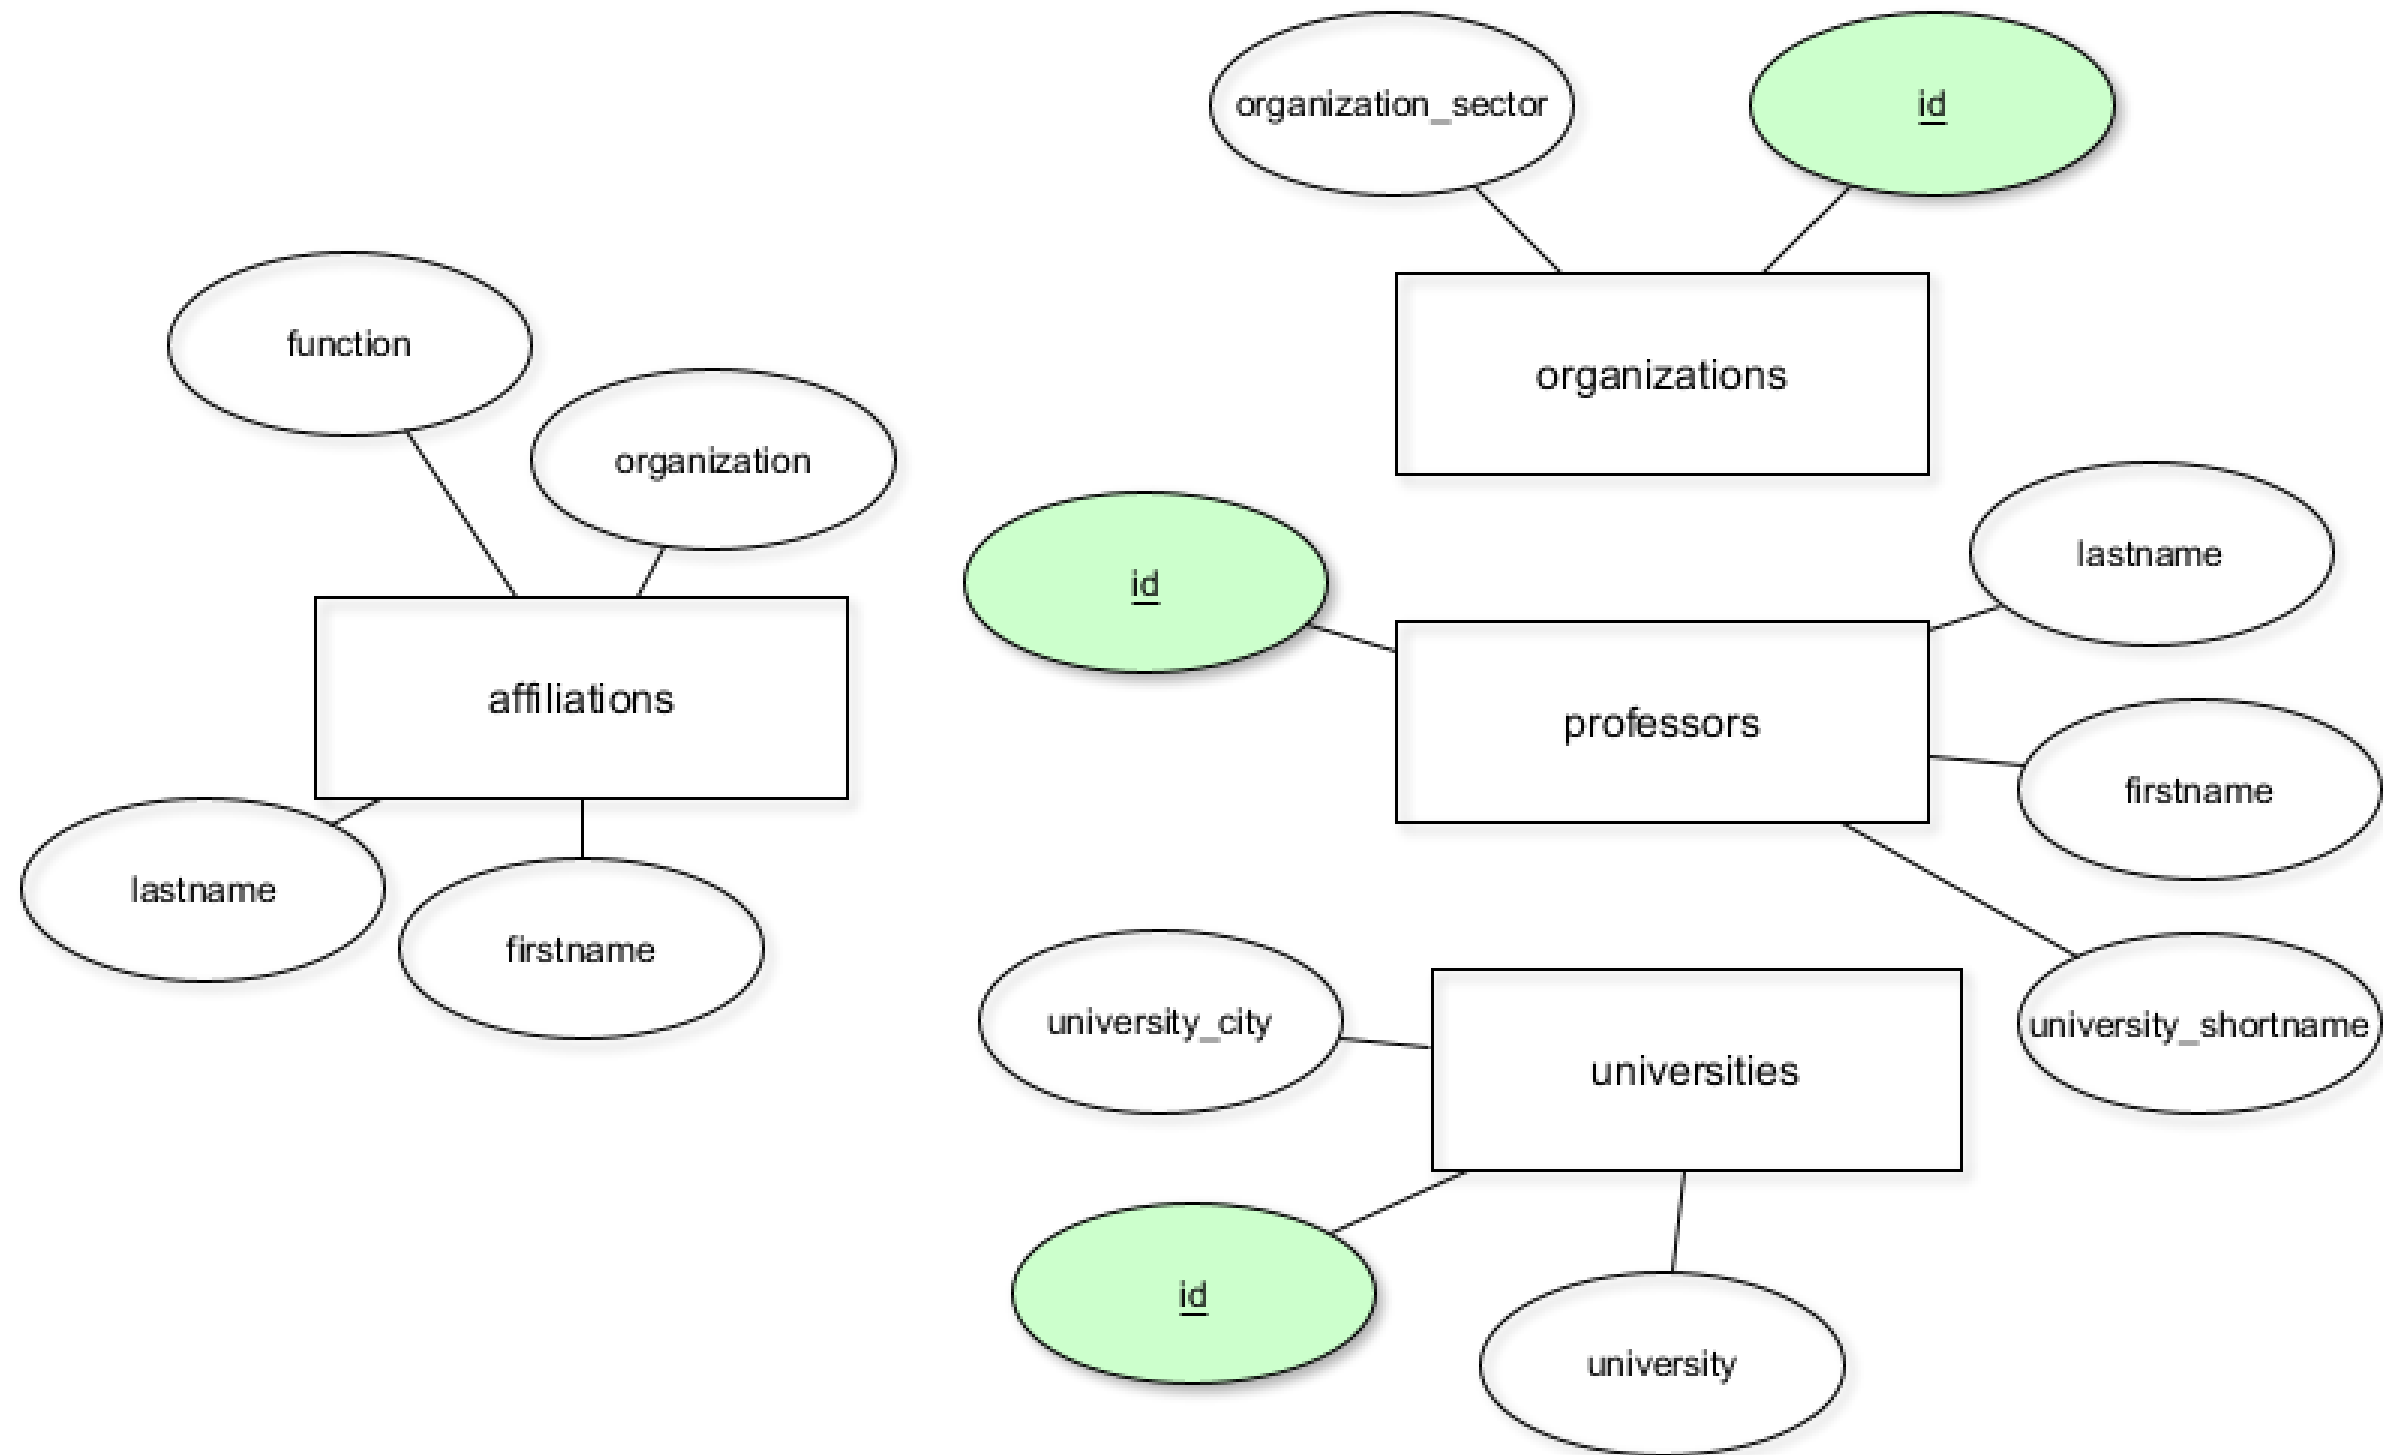 organization_sector
id
function
organizations
organization
lastname
id
affiliations
professors
firstname
lastname
firstname
university_city
university_shortname
universities
id
university